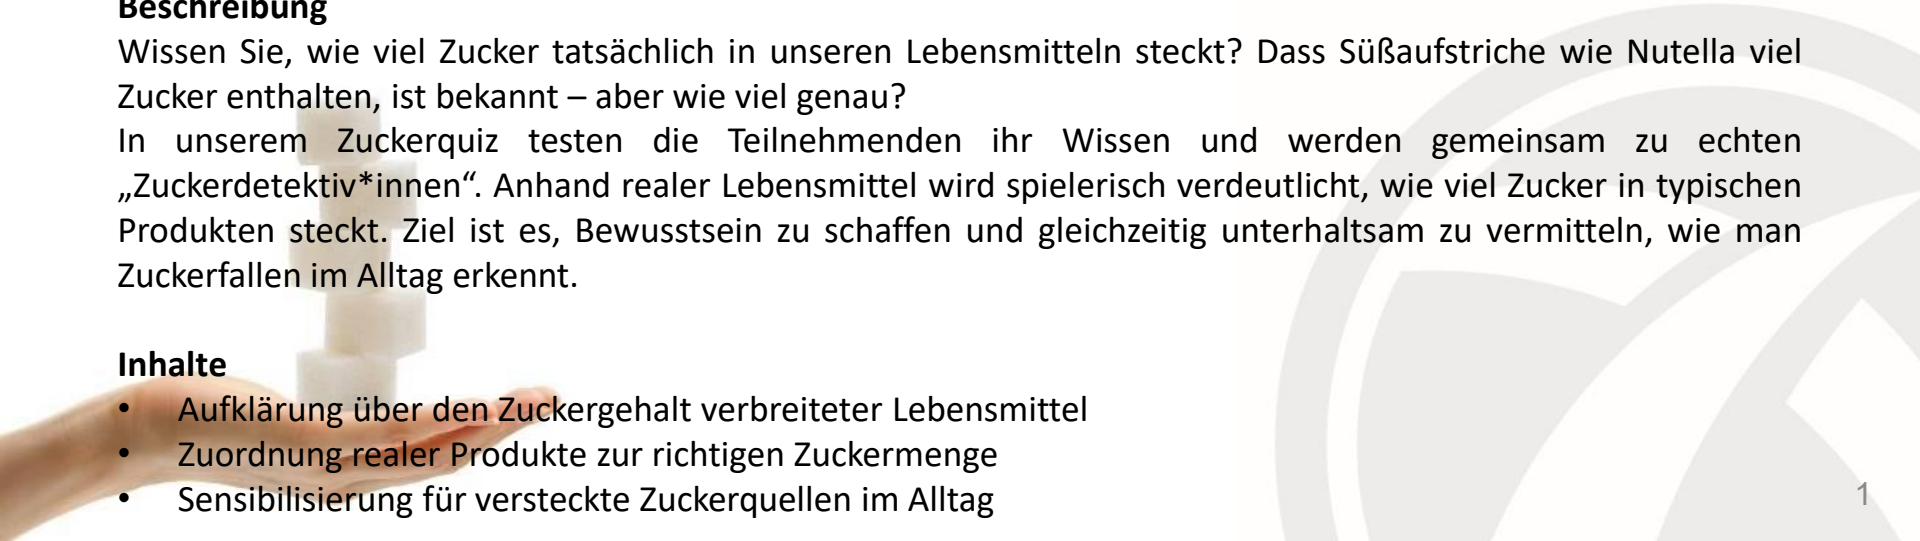 Beschreibung
Wissen Sie, wie viel Zucker tatsächlich in unseren Lebensmitteln steckt? Dass Süßaufstriche wie Nutella viel
Zucker enthalten, ist bekannt – aber wie viel genau?
In unserem Zuckerquiz testen die Teilnehmenden ihr Wissen und werden gemeinsam zu echten
„Zuckerdetektiv*innen“. Anhand realer Lebensmittel wird spielerisch verdeutlicht, wie viel Zucker in typischen
Produkten steckt. Ziel ist es, Bewusstsein zu schaffen und gleichzeitig unterhaltsam zu vermitteln, wie man
Zuckerfallen im Alltag erkennt.
Inhalte
• Aufklärung über den Zuckergehalt verbreiteter Lebensmittel
• Zuordnung realer Produkte zur richtigen Zuckermenge
• Sensibilisierung für versteckte Zuckerquellen im Alltag
1